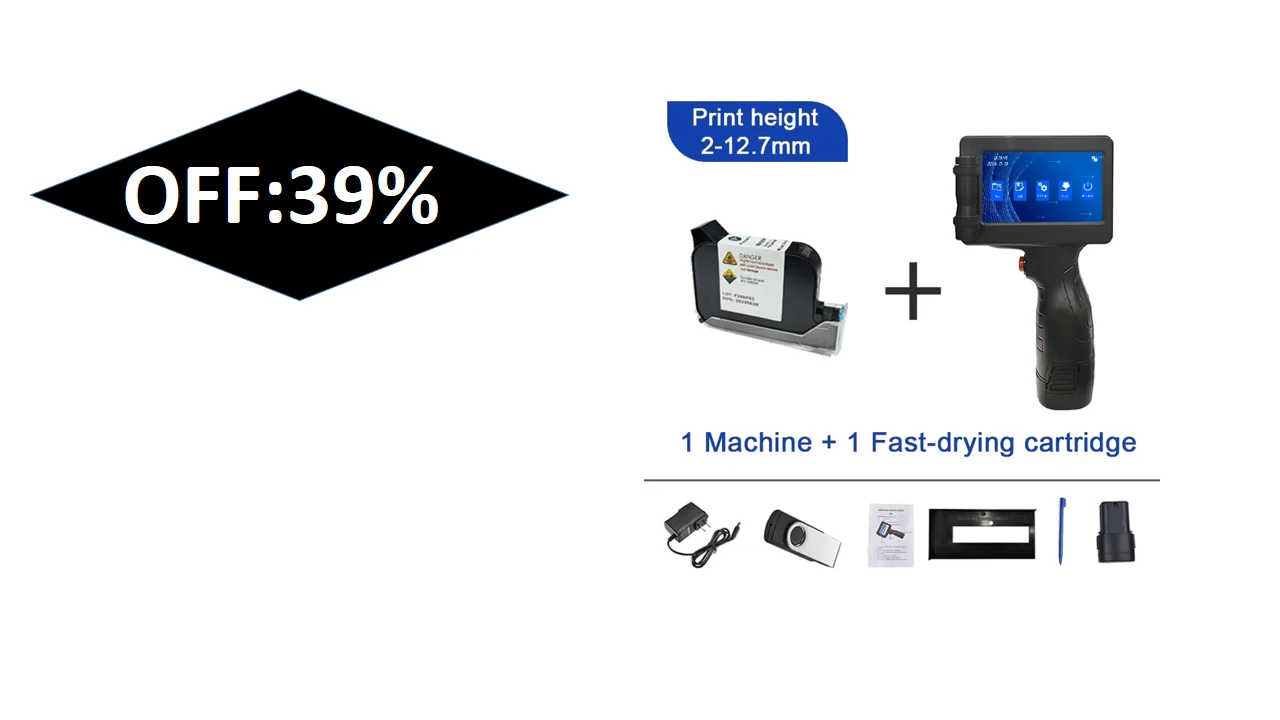 OFF:39%
Print height
2-12.7mm
DANGER
1 Machine + 1 Fast-drying cartridge